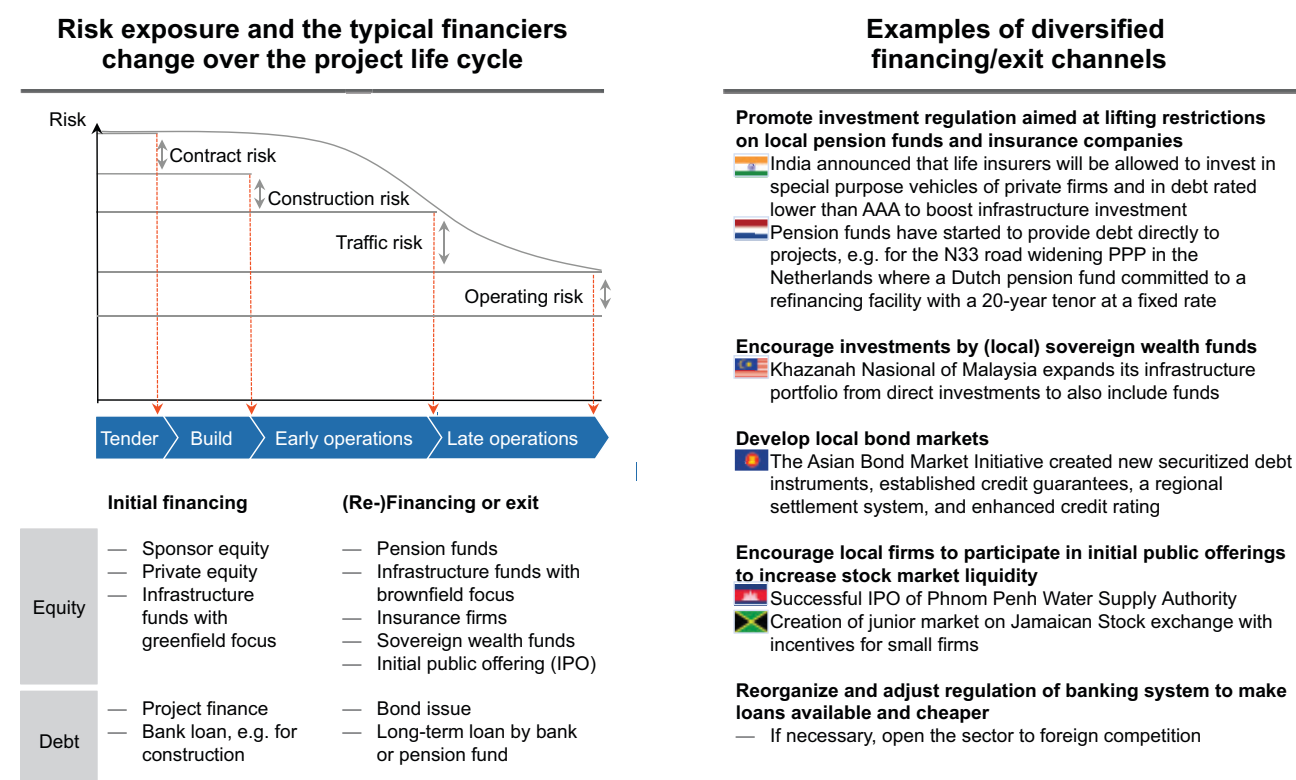 Risk exposure and the typical financiers
change over the project life cycle
Risk
Contract risk
Construction risk
Traffic risk
Operating risk
Tender
Build
Early operations
Late operations
Initial financing
(Re-)Financing or exit
Equity
— Sponsor equity
— Private equity
— Infrastructure
funds with
greenfield focus
— Pension funds
— Infrastructure funds with
brownfield focus
— Insurance firms
— Sovereign wealth funds
— Initial public offering (IPO)
Debt
— Project finance
— Bank loan, e.g. for
construction
— Bond issue
— Long-term loan by bank
or pension fund
Examples of diversified
financing/exit channels
Promote investment regulation aimed at lifting restrictions
on local pension funds and insurance companies
India announced that life insurers will be allowed to invest in
special purpose vehicles of private firms and in debt rated
lower than AAA to boost infrastructure investment
Pension funds have started to provide debt directly to
projects, e.g. for the N33 road widening PPP in the
Netherlands where a Dutch pension fund committed to a
refinancing facility with a 20-year tenor at a fixed rate
Encourage investments by (local) sovereign wealth funds
Khazanah Nasional of Malaysia expands its infrastructure
portfolio from direct investments to also include funds
Develop local bond markets
The Asian Bond Market Initiative created new securitized debt
instruments, established credit guarantees, a regional
settlement system, and enhanced credit rating
Encourage local firms to participate in initial public offerings
to increase stock market liquidity
Successful IPO of Phnom Penh Water Supply Authority
Creation of junior market on Jamaican Stock exchange with
incentives for small firms
Reorganize and adjust regulation of banking system to make
loans available and cheaper
— If necessary, open the sector to foreign competition